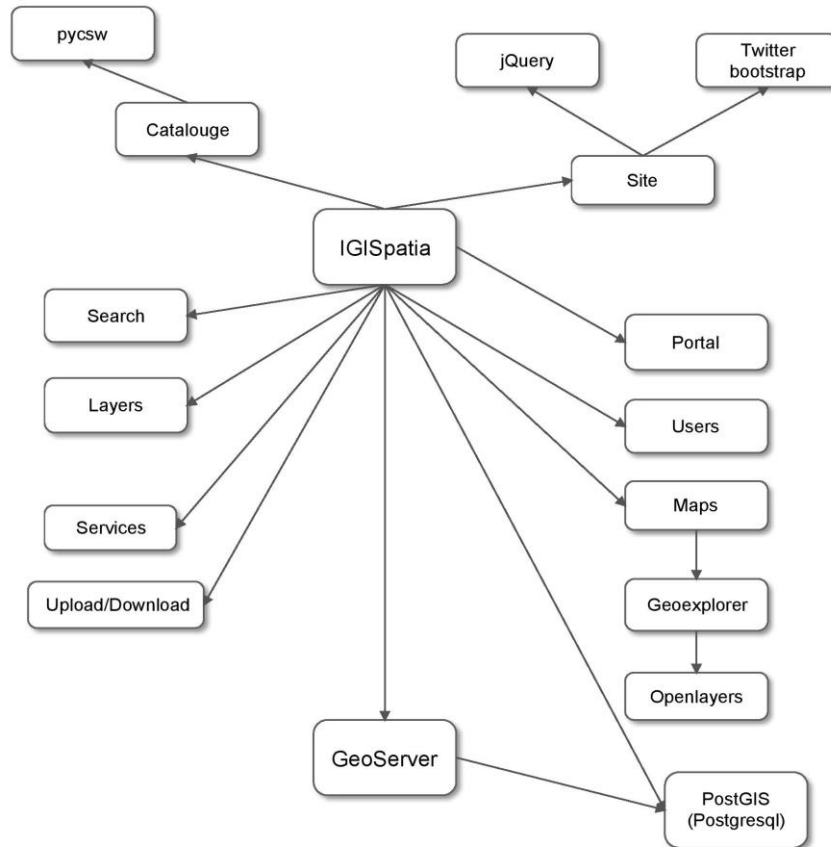 pycsw
jQuery
Twitter
bootstrap
Catalouge
Site
IGISpatia
Search
Portal
Layers
Users
Services
Maps
Upload/Download
Geoexplorer
Openlayers
GeoServer
PostGIS
(Postgresql)